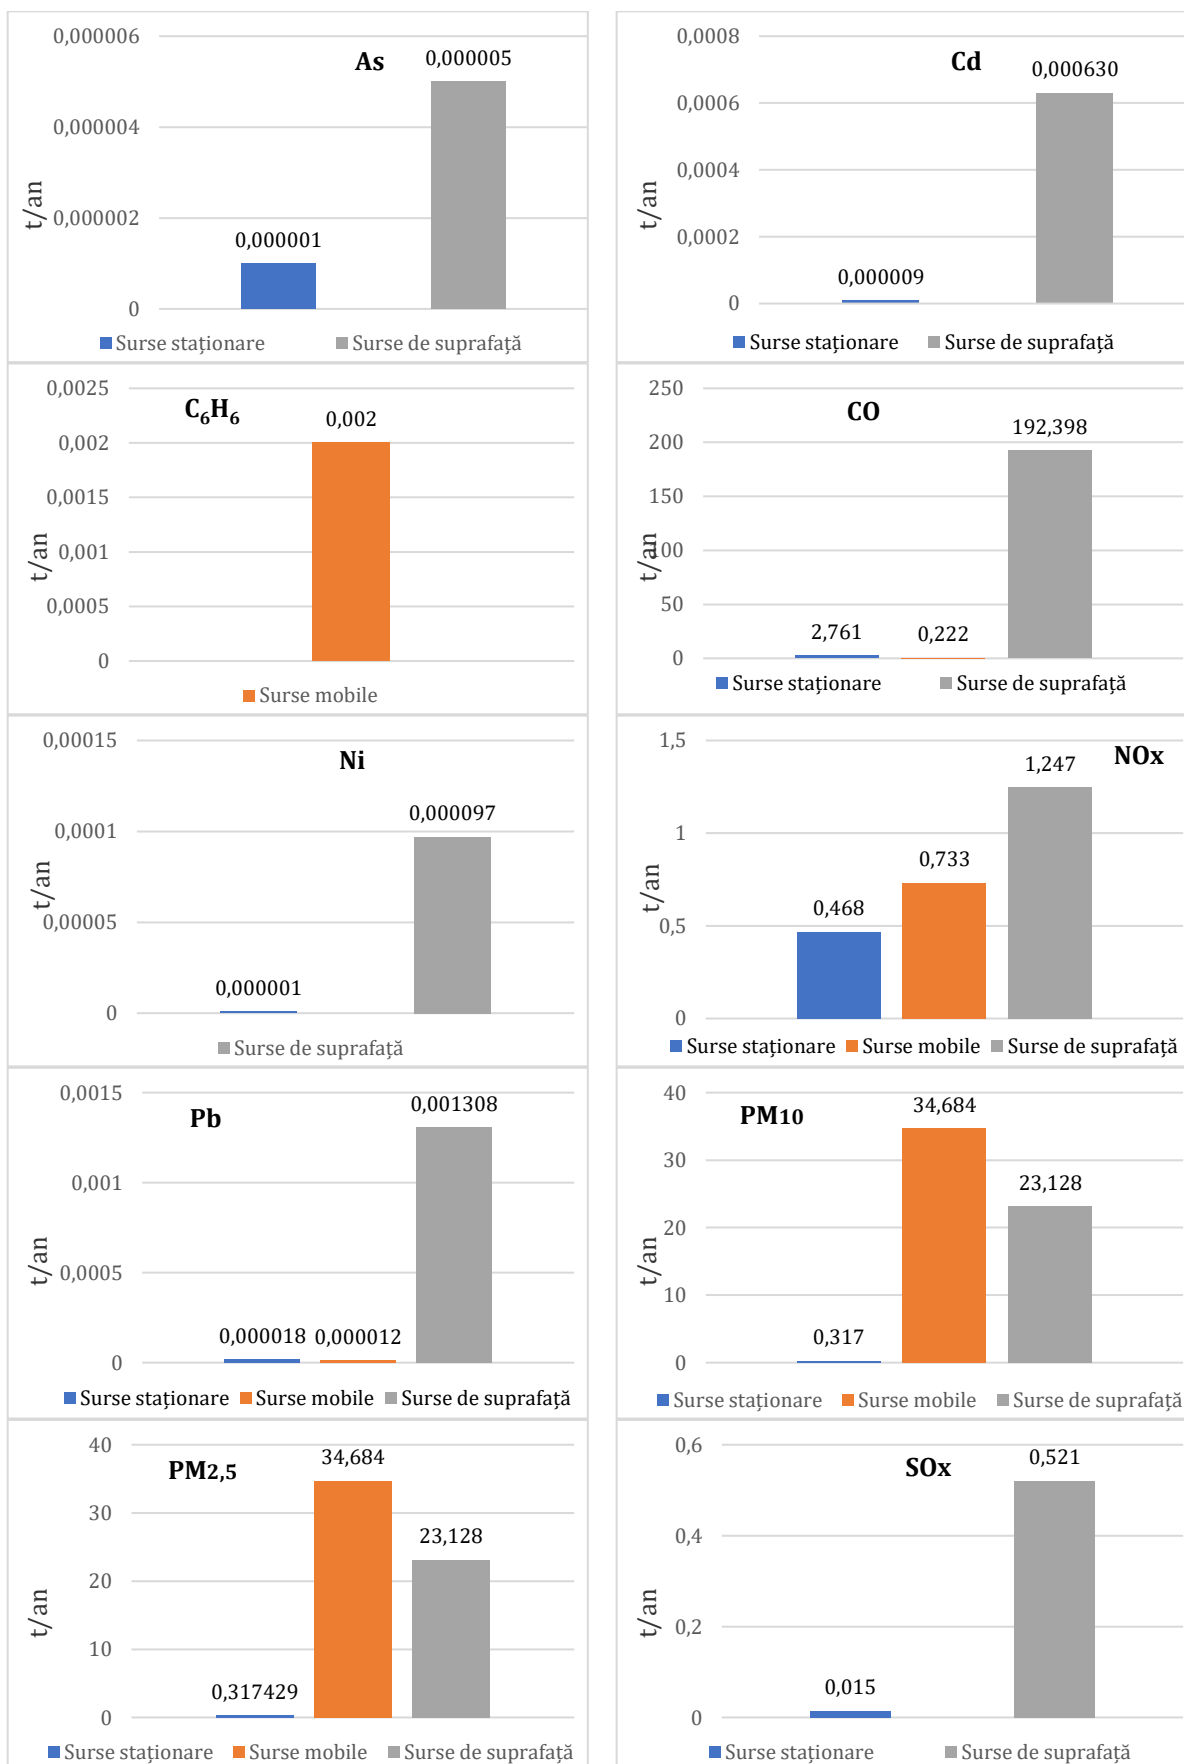 As
0,000006
0,000004
0,000002
0
t/an
0,000001
0,000005
Surse staționare
Surse de suprafață
Cd
0,0008
0,0006
0,0004
0,0002
0
t/an
0,000009
0,000630
Surse staționare
Surse de suprafață
C₆H₆
0,0025
0,002
0,0015
0,001
0,0005
0
t/an
0,002
Surse mobile
CO
250
200
150
100
50
0
t/an
2,761
0,222
192,398
Surse staționare
Surse de suprafață
Ni
0,00015
0,0001
0,00005
0
t/an
0,000001
0,000097
Surse de suprafață
NOx
1,5
1
0,5
0
t/an
0,468
0,733
1,247
Surse staționare
Surse mobile
Surse de suprafață
Pb
0,0015
0,001
0,0005
0
t/an
0,000018
0,000012
0,001308
Surse staționare
Surse mobile
Surse de suprafață
PM10
40
30
20
10
0
t/an
0,317
34,684
23,128
Surse staționare
Surse mobile
Surse de suprafață
PM2,5
40
30
20
10
0
t/an
0,317429
34,684
23,128
Surse staționare
Surse mobile
Surse de suprafață
SOx
0,6
0,4
0,2
0
t/an
0,015
0,521
Surse staționare
Surse de suprafață